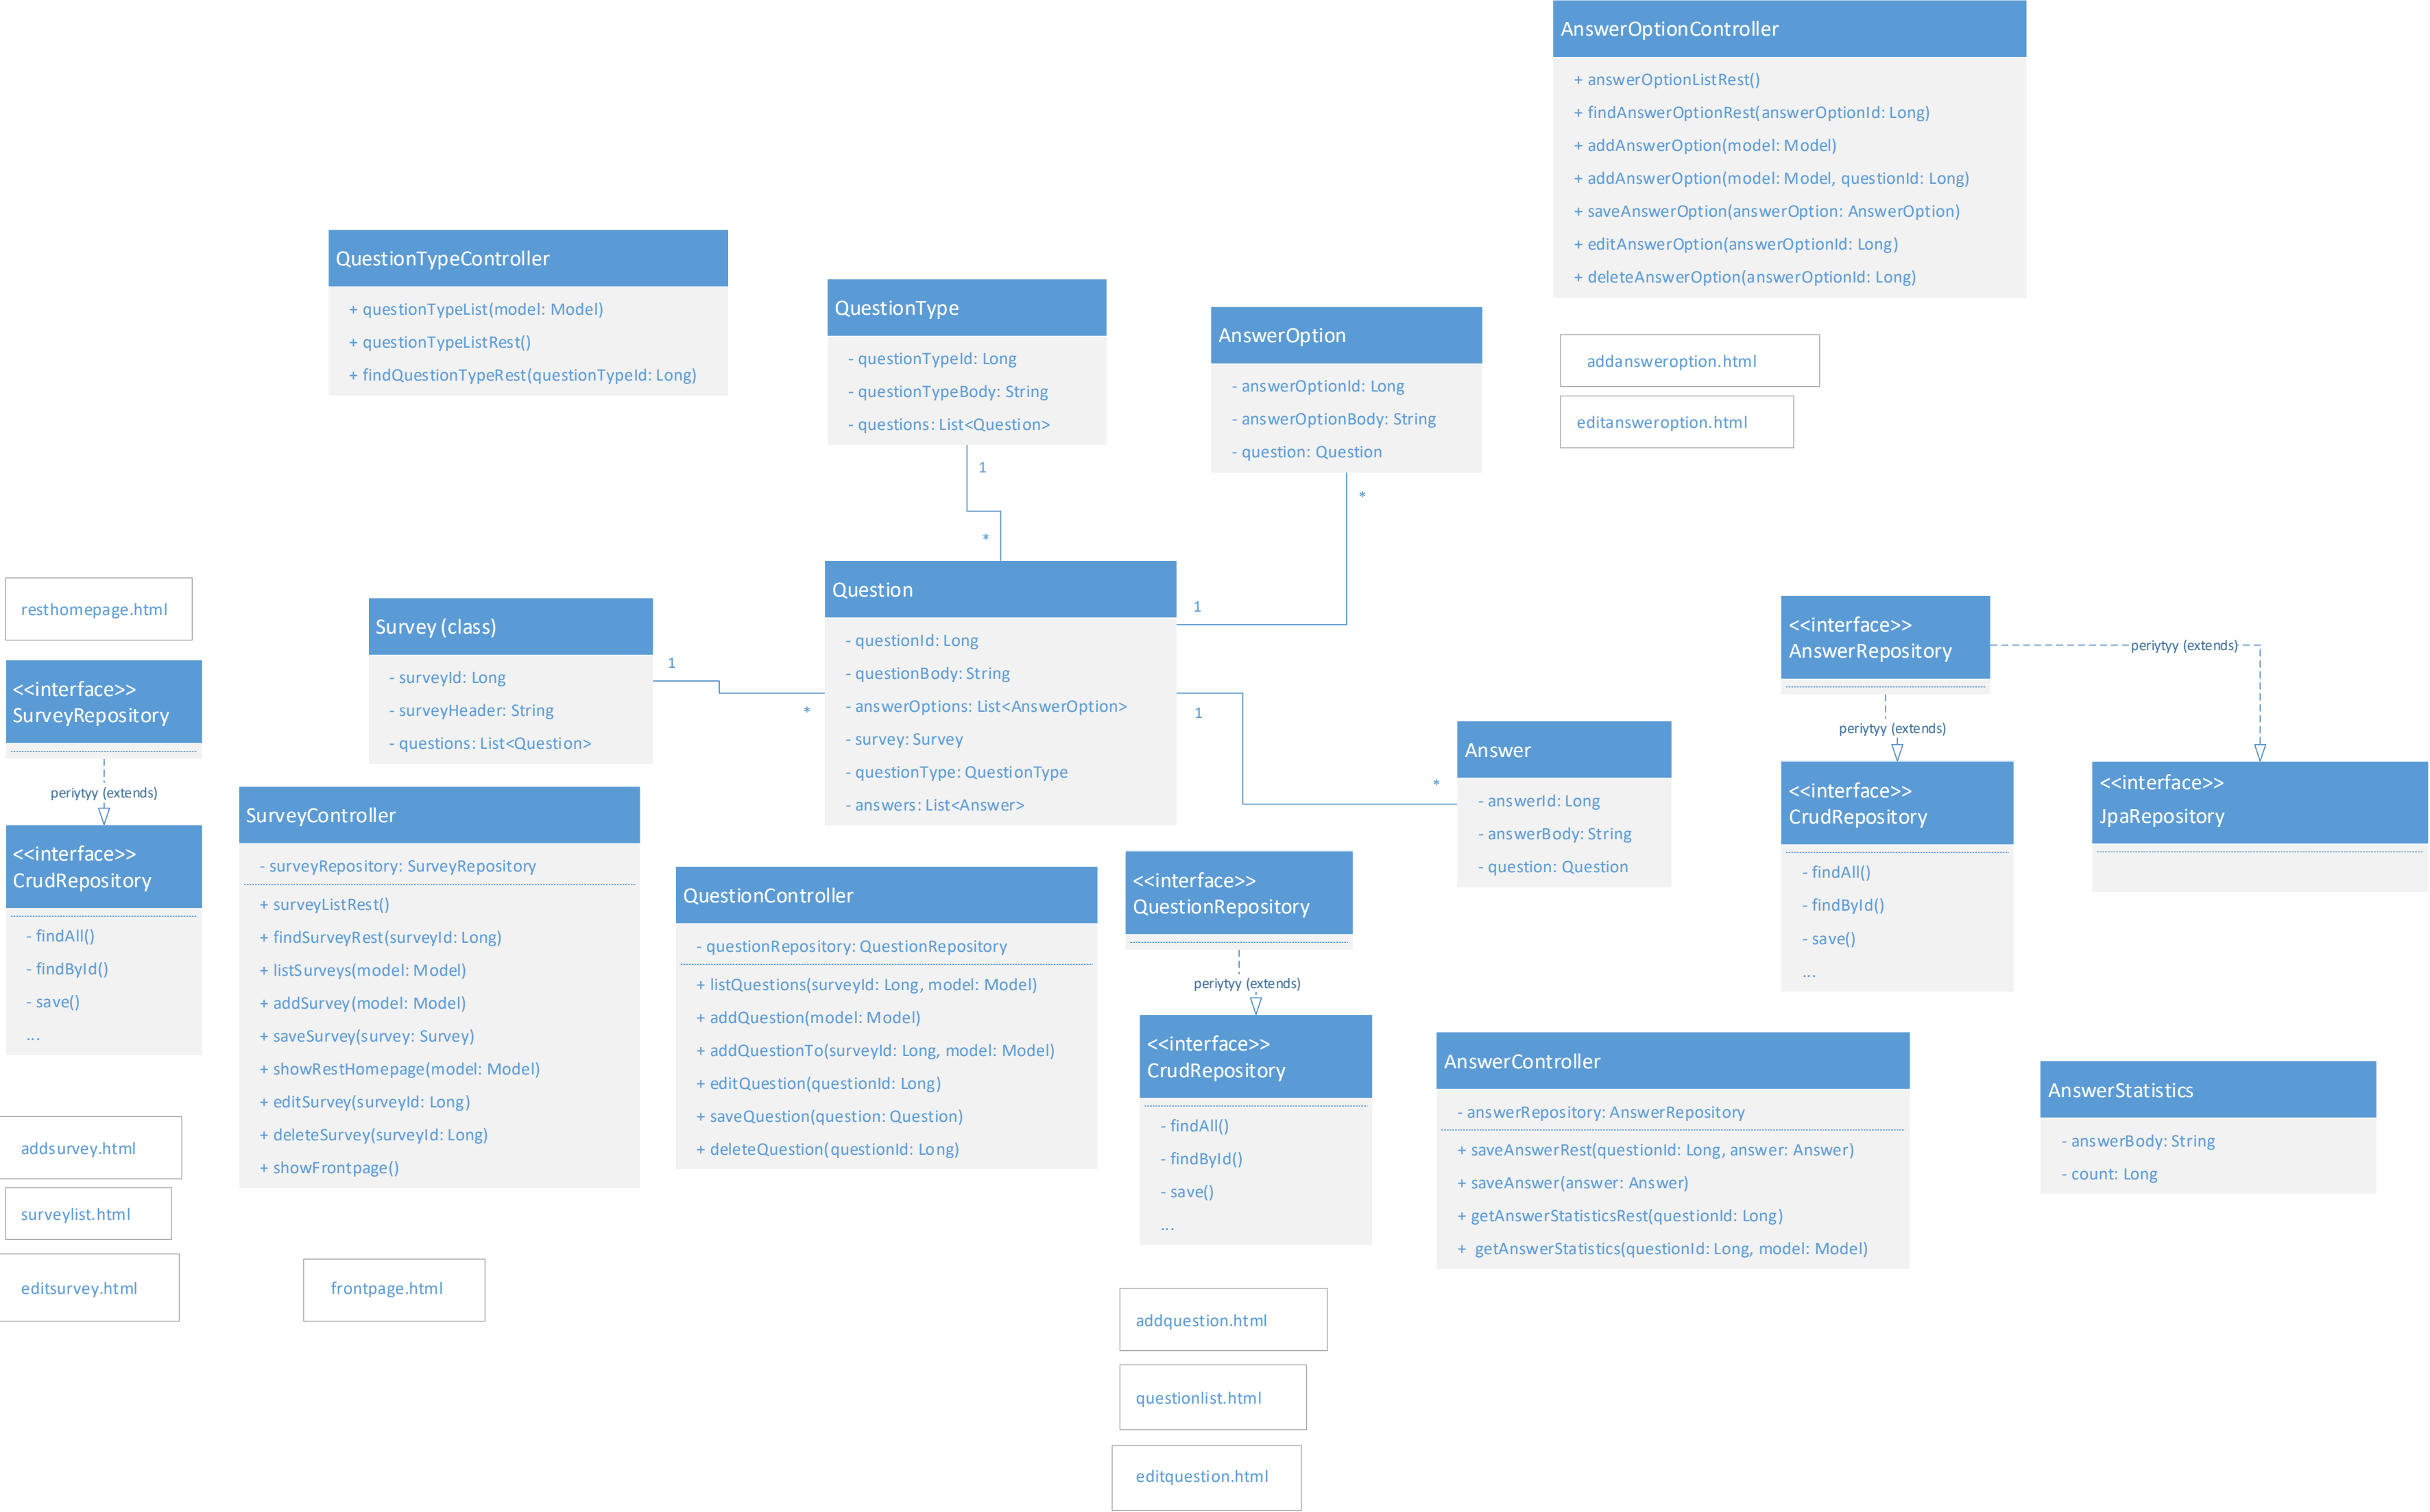 AnswerOptionController
+ answerOptionListRest()
+ findAnswerOptionRest(answerOptionId: Long)
+ addAnswerOption(model: Model)
+ addAnswerOption(model: Model, questionId: Long)
+ saveAnswerOption(answerOption: AnswerOption)
+ editAnswerOption(answerOptionId: Long)
+ deleteAnswerOption(answerOptionId: Long)
addansweroption.html
editansweroption.html
QuestionTypeController
+ questionTypeList(model: Model)
+ questionTypeListRest()
+ findQuestionTypeRest(questionTypeId: Long)
QuestionType
- questionTypeId: Long
- questionTypeBody: String
- questions: List<Question>
1
*
AnswerOption
- answerOptionId: Long
- answerOptionBody: String
- question: Question
*
1
resthomepage.html
<<interface>>
SurveyRepository
periytyy (extends)
<<interface>>
CrudRepository
- findAll()
- findById()
- save()
...
addsurvey.html
surveylist.html
editsurvey.html
Survey (class)
- surveyId: Long
- surveyHeader: String
- questions: List<Question>
1
*
SurveyController
- surveyRepository: SurveyRepository
+ surveyListRest()
+ findSurveyRest(surveyId: Long)
+ listSurveys(model: Model)
+ addSurvey(model: Model)
+ saveSurvey(survey: Survey)
+ showRestHomepage(model: Model)
+ editSurvey(surveyId: Long)
+ deleteSurvey(surveyId: Long)
+ showFrontpage()
frontpage.html
Question
- questionId: Long
- questionBody: String
- answerOptions: List<AnswerOption>
- survey: Survey
- questionType: QuestionType
- answers: List<Answer>
1
*
QuestionController
- questionRepository: QuestionRepository
+ listQuestions(surveyId: Long, model: Model)
+ addQuestion(model: Model)
+ addQuestionTo(surveyId: Long, model: Model)
+ editQuestion(questionId: Long)
+ saveQuestion(question: Question)
+ deleteQuestion(questionId: Long)
<<interface>>
QuestionRepository
periytyy (extends)
<<interface>>
CrudRepository
- findAll()
- findById()
- save()
...
addquestion.html
questionlist.html
editquestion.html
Answer
- answerId: Long
- answerBody: String
- question: Question
<<interface>>
AnswerRepository
periytyy (extends)
periytyy (extends)
<<interface>>
CrudRepository
- findAll()
- findById()
- save()
...
<<interface>>
JpaRepository
AnswerController
- answerRepository: AnswerRepository
+ saveAnswerRest(questionId: Long, answer: Answer)
+ saveAnswer(answer: Answer)
+ getAnswerStatisticsRest(questionId: Long)
+  getAnswerStatistics(questionId: Long, model: Model)
AnswerStatistics
- answerBody: String
- count: Long